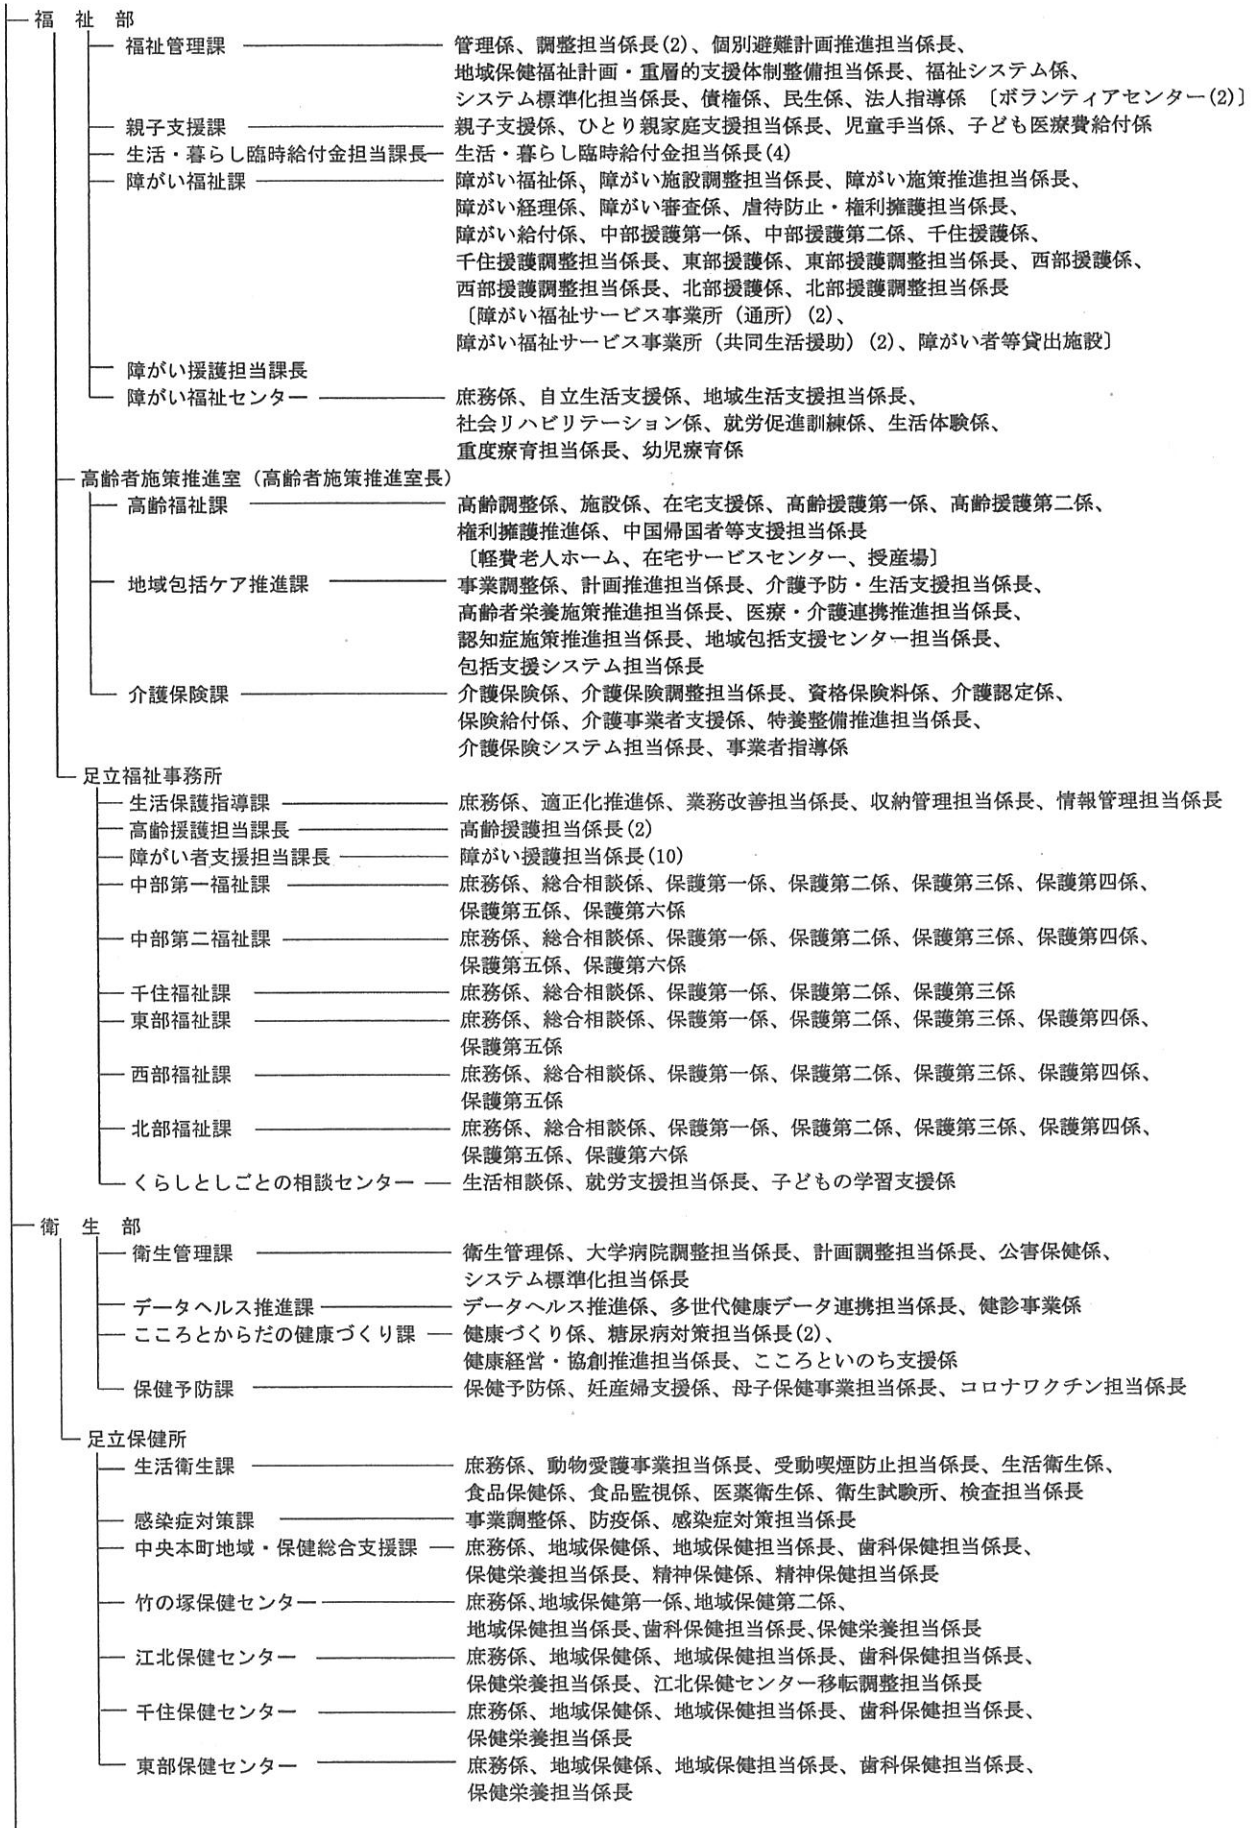 福祉部
福祉管理課 管理係、調整担当係長(2)、個別避難計画推進担当係長、
地域保健福祉計画・重層的支援体制整備担当係長、福祉システム係、
システム標準化担当係長、債権係、民生係、法人指導係 〔ボランティアセンター(2)〕
親子支援課 親子支援係、ひとり親家庭支援担当係長、児童手当係、子ども医療費給付係
生活・暮らし臨時給付金担当課長 生活・暮らし臨時給付金担当係長(4)
障がい福祉課 障がい福祉係、障がい施設調整担当係長、障がい施策推進担当係長、
障がい経理係、障がい審査係、虐待防止・権利擁護担当係長、
障がい給付係、中部援護第一係、中部援護第二係、千住援護係、
千住援護調整担当係長、東部援護係、東部援護調整担当係長、西部援護係、
西部援護調整担当係長、北部援護係、北部援護調整担当係長
〔障がい福祉サービス事業所（通所）(2)、
障がい福祉サービス事業所（共同生活援助）(2)、障がい者等貸出施設〕
障がい援護担当課長
障がい福祉センター 庶務係、自立生活支援係、地域生活支援担当係長、
社会リハビリテーション係、就労促進訓練係、生活体験係、
重度療育担当係長、幼児療育係
高齢者施策推進室（高齢者施策推進室長）
高齢福祉課 高齢調整係、施設係、在宅支援係、高齢援護第一係、高齢援護第二係、
権利擁護推進係、中国帰国者等支援担当係長
〔軽費老人ホーム、在宅サービスセンター、授産場〕
地域包括ケア推進課 事業調整係、計画推進担当係長、介護予防・生活支援担当係長、
高齢者栄養施策推進担当係長、医療・介護連携推進担当係長、
認知症施策推進担当係長、地域包括支援センター担当係長、
包括支援システム担当係長
介護保険課 介護保険係、介護保険調整担当係長、資格保険料係、介護認定係、
保険給付係、介護事業者支援係、特養整備推進担当係長、
介護保険システム担当係長、事業者指導係
足立福祉事務所
生活保護指導課 庶務係、適正化推進係、業務改善担当係長、収納管理担当係長、情報管理担当係長
高齢援護担当課長 高齢援護担当係長(2)
障がい者支援担当課長 障がい援護担当係長(10)
中部第一福祉課 庶務係、総合相談係、保護第一係、保護第二係、保護第三係、保護第四係、
保護第五係、保護第六係
中部第二福祉課 庶務係、総合相談係、保護第一係、保護第二係、保護第三係、保護第四係、
保護第五係、保護第六係
千住福祉課 庶務係、総合相談係、保護第一係、保護第二係、保護第三係
東部福祉課 庶務係、総合相談係、保護第一係、保護第二係、保護第三係、保護第四係、
保護第五係
西部福祉課 庶務係、総合相談係、保護第一係、保護第二係、保護第三係、保護第四係、
保護第五係
北部福祉課 庶務係、総合相談係、保護第一係、保護第二係、保護第三係、保護第四係、
保護第五係、保護第六係
くらしとしごとの相談センター 生活相談係、就労支援担当係長、子どもの学習支援係
衛生部
衛生管理課 衛生管理係、大学病院調整担当係長、計画調整担当係長、公害保健係、
システム標準化担当係長
データヘルス推進課 データヘルス推進係、多世代健康データ連携担当係長、健診事業係
こころとからだの健康づくり課 健康づくり係、糖尿病対策担当係長(2)、
健康経営・協創推進担当係長、こころといのち支援係
保健予防課 保健予防係、妊産婦支援係、母子保健事業担当係長、コロナワクチン担当係長
足立保健所
生活衛生課 庶務係、動物愛護事業担当係長、受動喫煙防止担当係長、生活衛生係、
食品保健係、食品監視係、医薬衛生係、衛生試験所、検査担当係長
感染症対策課 事業調整係、防疫係、感染症対策担当係長
中央本町地域・保健総合支援課 庶務係、地域保健係、地域保健担当係長、歯科保健担当係長、
保健栄養担当係長、精神保健係、精神保健担当係長
竹の塚保健センター 庶務係、地域保健第一係、地域保健第二係、
地域保健担当係長、歯科保健担当係長、保健栄養担当係長
江北保健センター 庶務係、地域保健係、地域保健担当係長、歯科保健担当係長、
保健栄養担当係長、江北保健センター移転調整担当係長
千住保健センター 庶務係、地域保健係、地域保健担当係長、歯科保健担当係長、
保健栄養担当係長
東部保健センター 庶務係、地域保健係、地域保健担当係長、歯科保健担当係長、
保健栄養担当係長